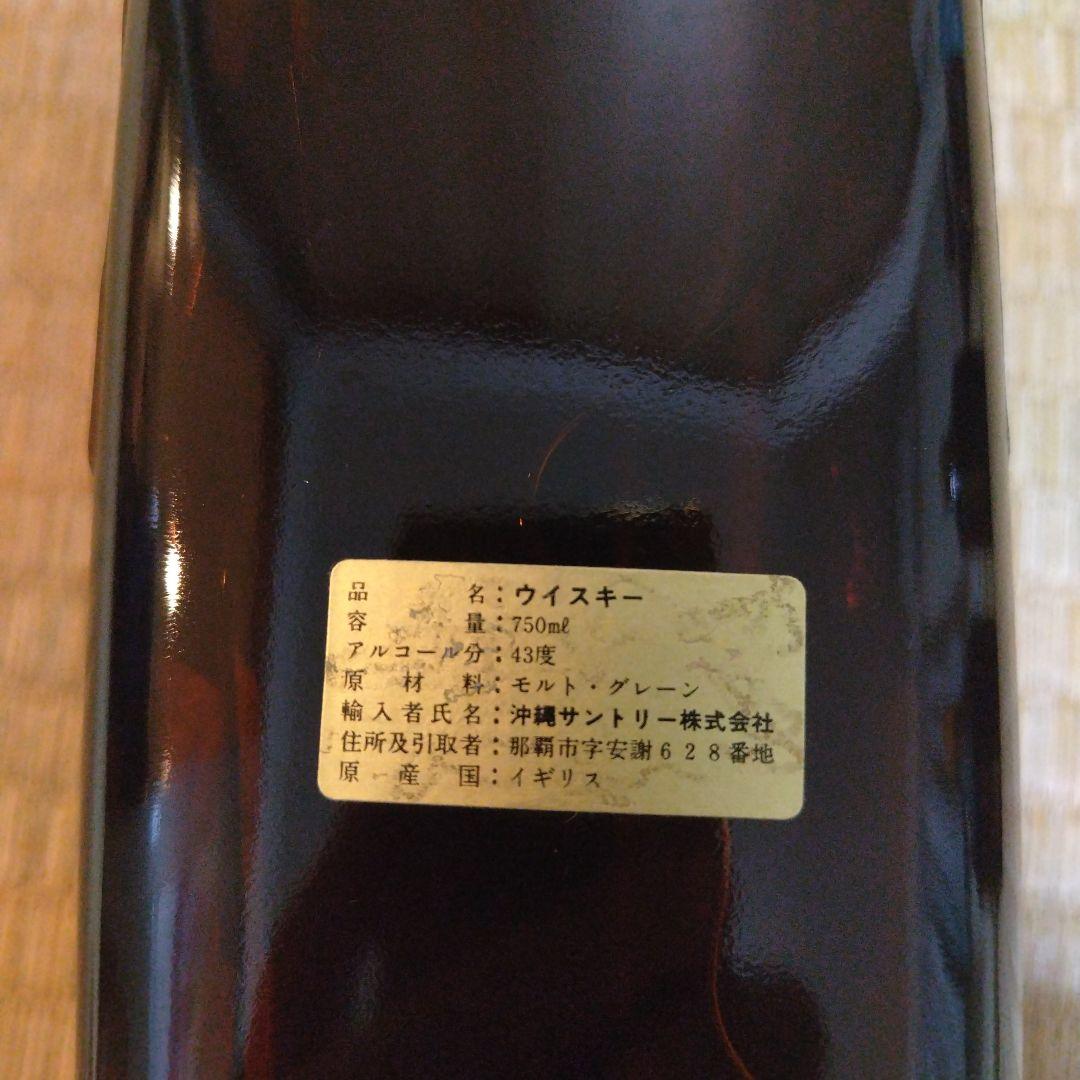 品名：ウイスキー
容量：750㎖
アルコール分：43度
原材料：モルト・グレーン
輸入者氏名：沖縄サントリー株式会社
住所及引取者：那覇市字安謝６２８番地
原産国：イギリス